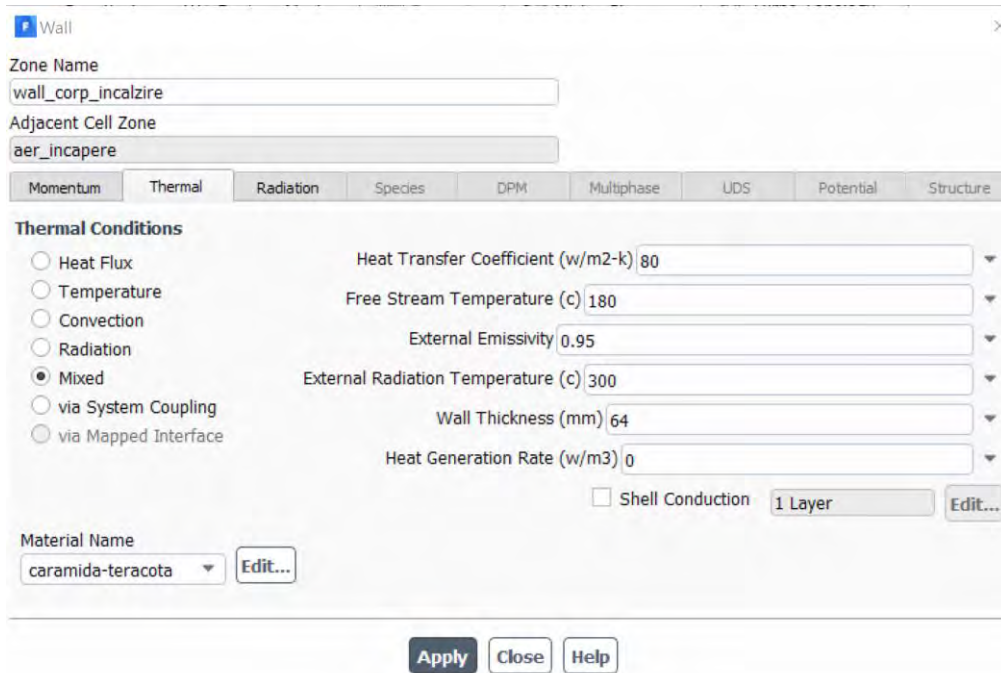 Wall
Zone Name
wall_corp_incalzire
Adjacent Cell Zone
aer_incapere
Momentum Thermal Radiation Species DPM Multiphase UDS Potential Structure
Thermal Conditions
Heat Flux
Temperature
Convection
Radiation
Mixed
via System Coupling
via Mapped Interface
Heat Transfer Coefficient (w/m2-k) 80
Free Stream Temperature (c) 180
External Emissivity 0.95
External Radiation Temperature (c) 300
Wall Thickness (mm) 64
Heat Generation Rate (w/m3) 0
Shell Conduction 1 Layer Edit...
Material Name
caramida-teracota Edit...
Apply Close Help